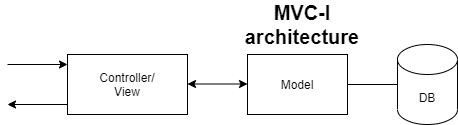 MVC-I
architecture
Controller/
View
Model
DB